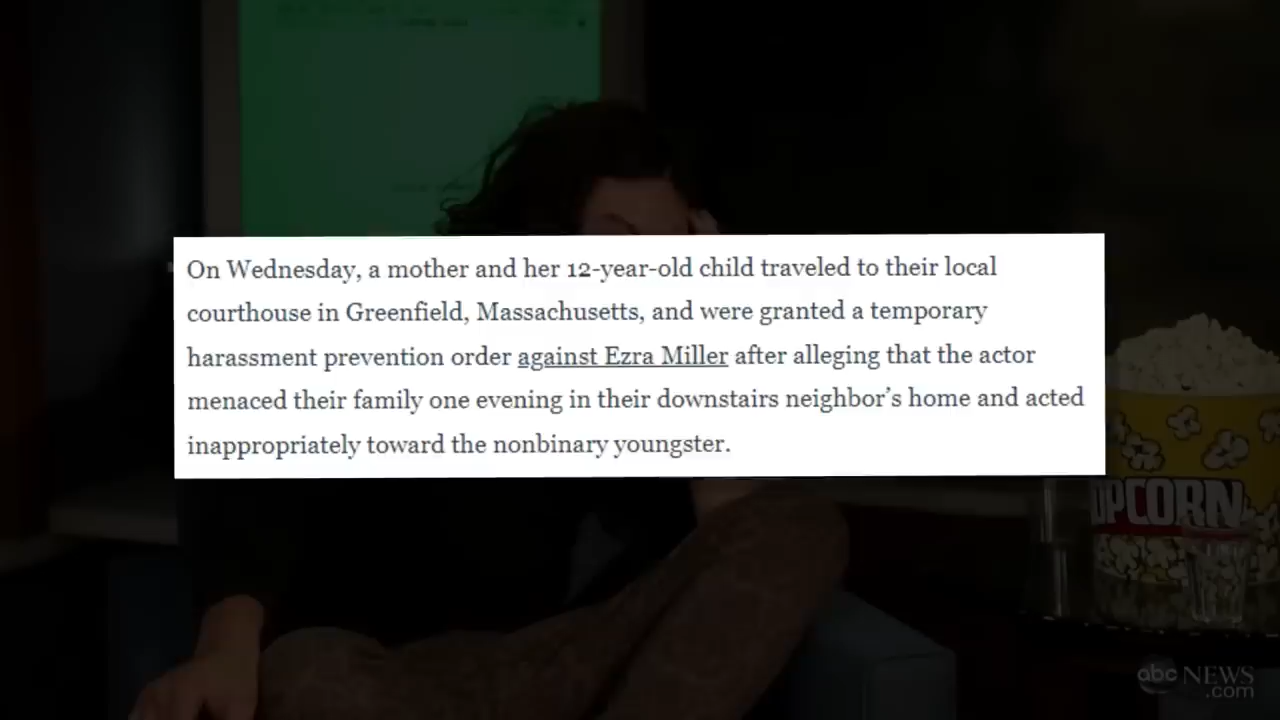 On Wednesday, a mother and her 12-year-old child traveled to their local
courthouse in Greenfield, Massachusetts, and were granted a temporary
harassment prevention order against Ezra Miller after alleging that the actor
menaced their family one evening in their downstairs neighbor’s home and acted
inappropriately toward the nonbinary youngster.
OPCORN
abc NEWS
.com